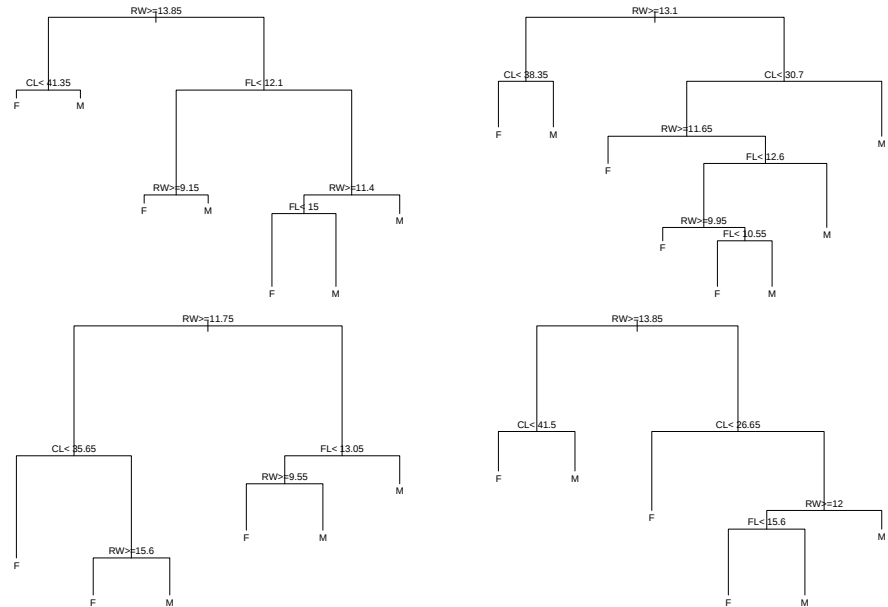 RW>=13.85
CL< 41.35
FL< 12.1
F
M
RW>=9.15
RW>=11.4
F
M
FL< 15
M
F
M
RW>=13.1
CL< 38.35
CL< 30.7
F
M
RW>=11.65
M
F
FL< 12.6
RW>=9.95
M
F
FL< 10.55
F
M
RW>=11.75
CL< 35.65
FL< 13.05
RW>=9.55
M
F
M
RW>=15.6
F
F
M
RW>=13.85
CL< 41.5
CL< 26.65
F
M
RW>=12
F
FL< 15.6
M
F
M